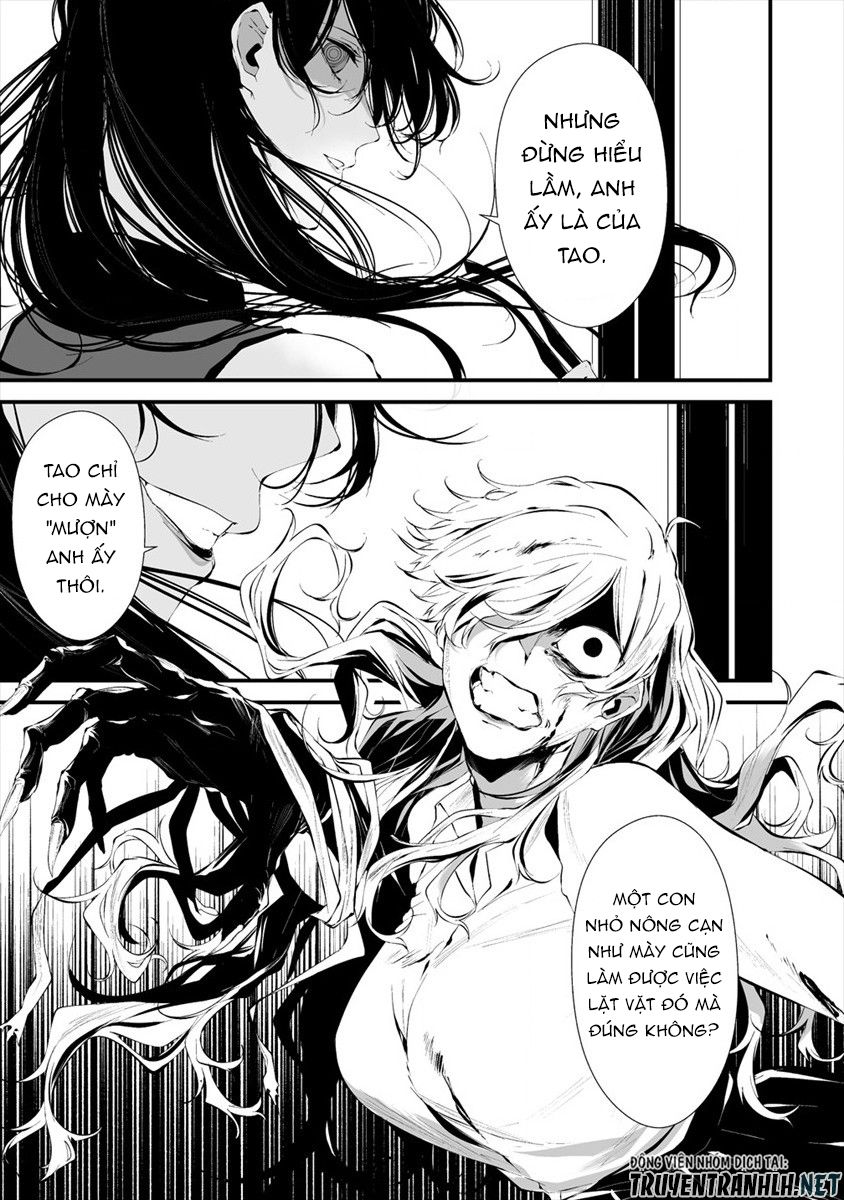 NHƯNG
ĐỪNG HIỂU
LẦM, ANH
ẤY LÀ CỦA
TAO.
TAO CHỈ
CHO MÀY
"MƯỢN"
ANH ẤY
THÔI.
MỘT CON
NHỎ NÔNG CẠN
NHƯ MÀY CŨNG
LÀM ĐƯỢC VIỆC
LẶT VẶT ĐÓ MÀ
ĐÚNG KHÔNG?
ĐỘNG VIÊN NHÓM DỊCH TẠI:
TRUYENTRANHLH.NET